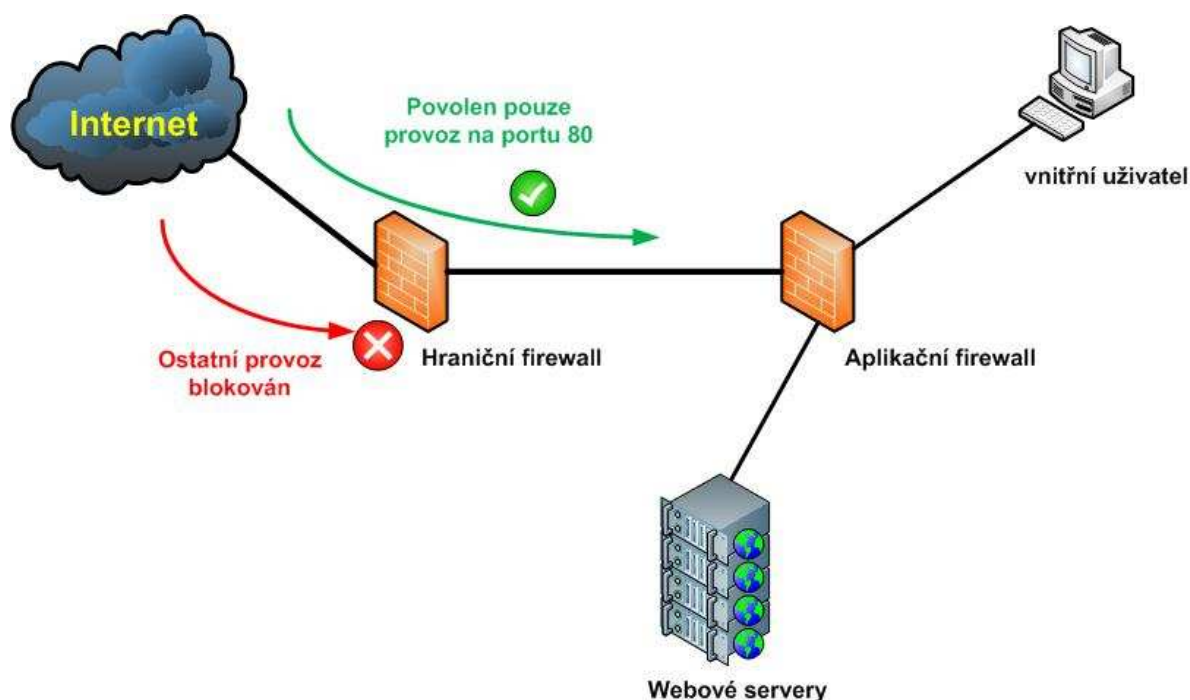 Internet
Povolen pouze
provoz na portu 80
vnitřní uživatel
Ostatní provoz
blokován
Hraniční firewall
Aplikační firewall
Webové servery